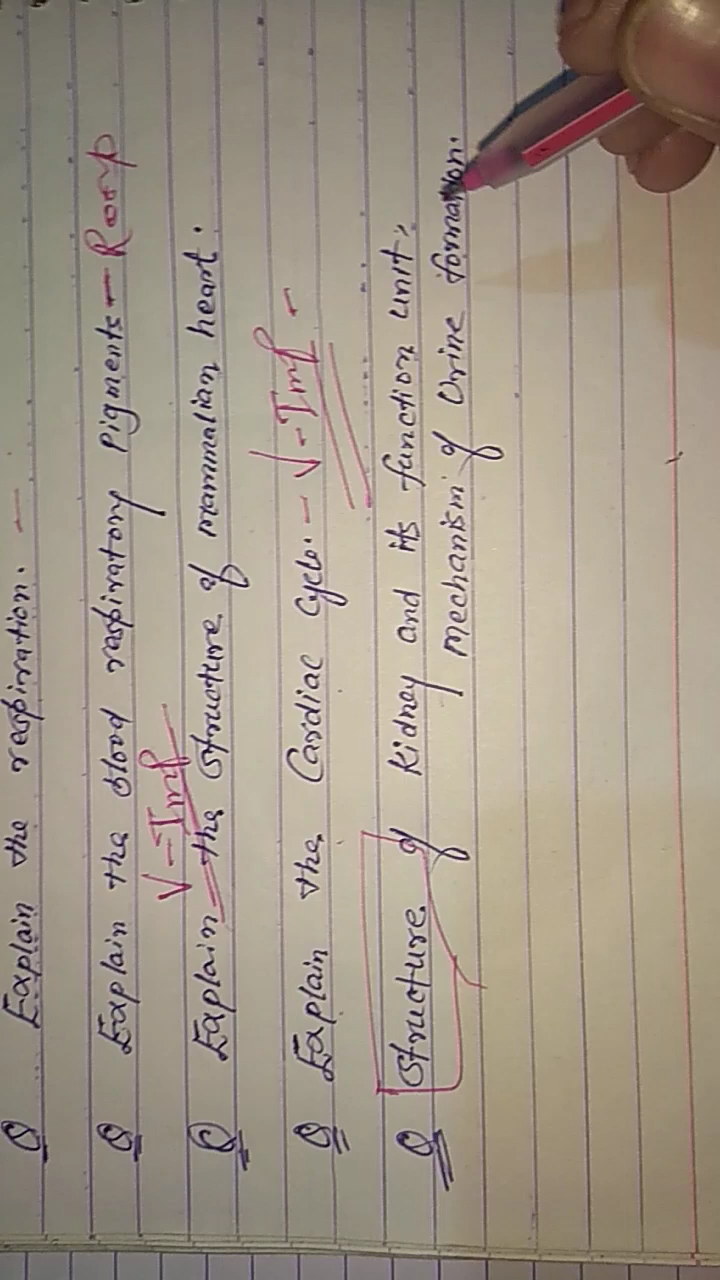 Q Explain the respiration. —
Q Explain the blood respiratory Pigments —
V-Imp
Q Explain the Structure of mammalian heart.
Q Explain the Cardiac Cycle. - V-Imp -
Q Structure of Kidney and its function unit,
mechanism of Urine formation.